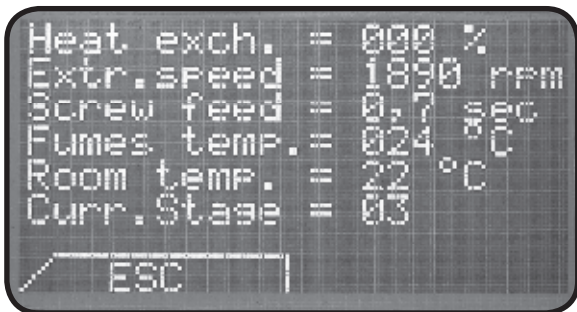 Heat exch. = 000 %
Extr.speed = 1890 rpm
Screw feed = 0,7 sec
Fumes temp.= 024 °C
Room temp. = 22 °C
Curr.Stage = 03
ESC